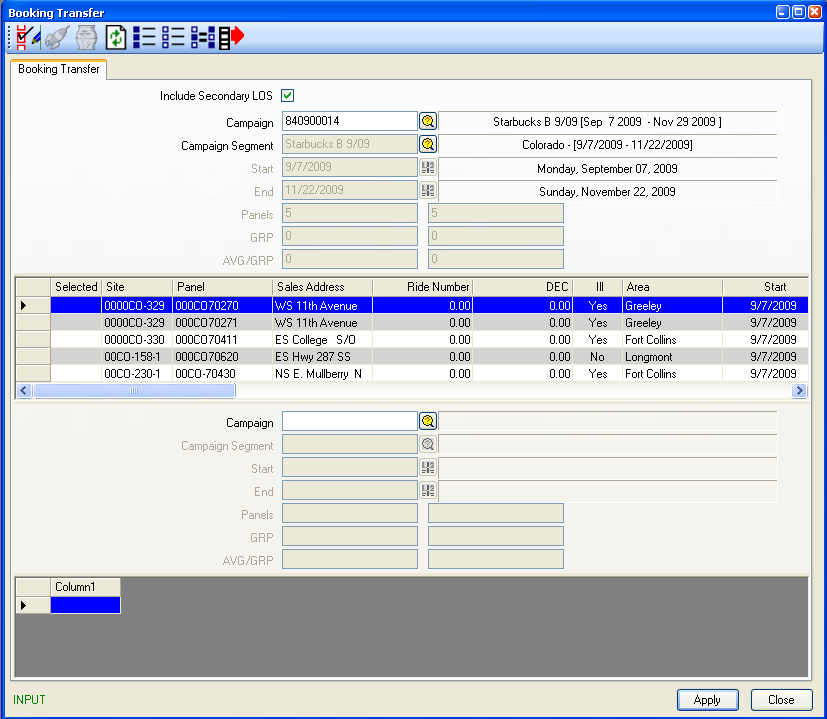 Booking Transfer
Booking Transfer
Include Secondary LOS
Campaign 840900014 Starbucks B 9/09 [Sep 7 2009 - Nov 29 2009 ]
Campaign Segment Starbucks B 9/09 Colorado - [9/7/2009 - 11/22/2009]
Start 9/7/2009 Monday, September 07, 2009
End 11/22/2009 Sunday, November 22, 2009
Panels 5 5
GRP 0 0
AVG/GRP 0 0
Selected Site Panel Sales Address Ride Number DEC Ill Area Start
0000CO-329 000CO70270 WS 11th Avenue 0.00 0.00 Yes Greeley 9/7/2009
0000CO-329 000CO70271 WS 11th Avenue 0.00 0.00 Yes Greeley 9/7/2009
0000CO-330 000CO70411 ES College S/O 0.00 0.00 Yes Fort Collins 9/7/2009
00CO-158-1 000CO70620 ES Hwy 287 SS 0.00 0.00 No Longmont 9/7/2009
00CO-230-1 00CO-70430 NS E. Mullberry N 0.00 0.00 Yes Fort Collins 9/7/2009
Campaign
Campaign Segment
Start
End
Panels
GRP
AVG/GRP
Column1
INPUT Apply Close